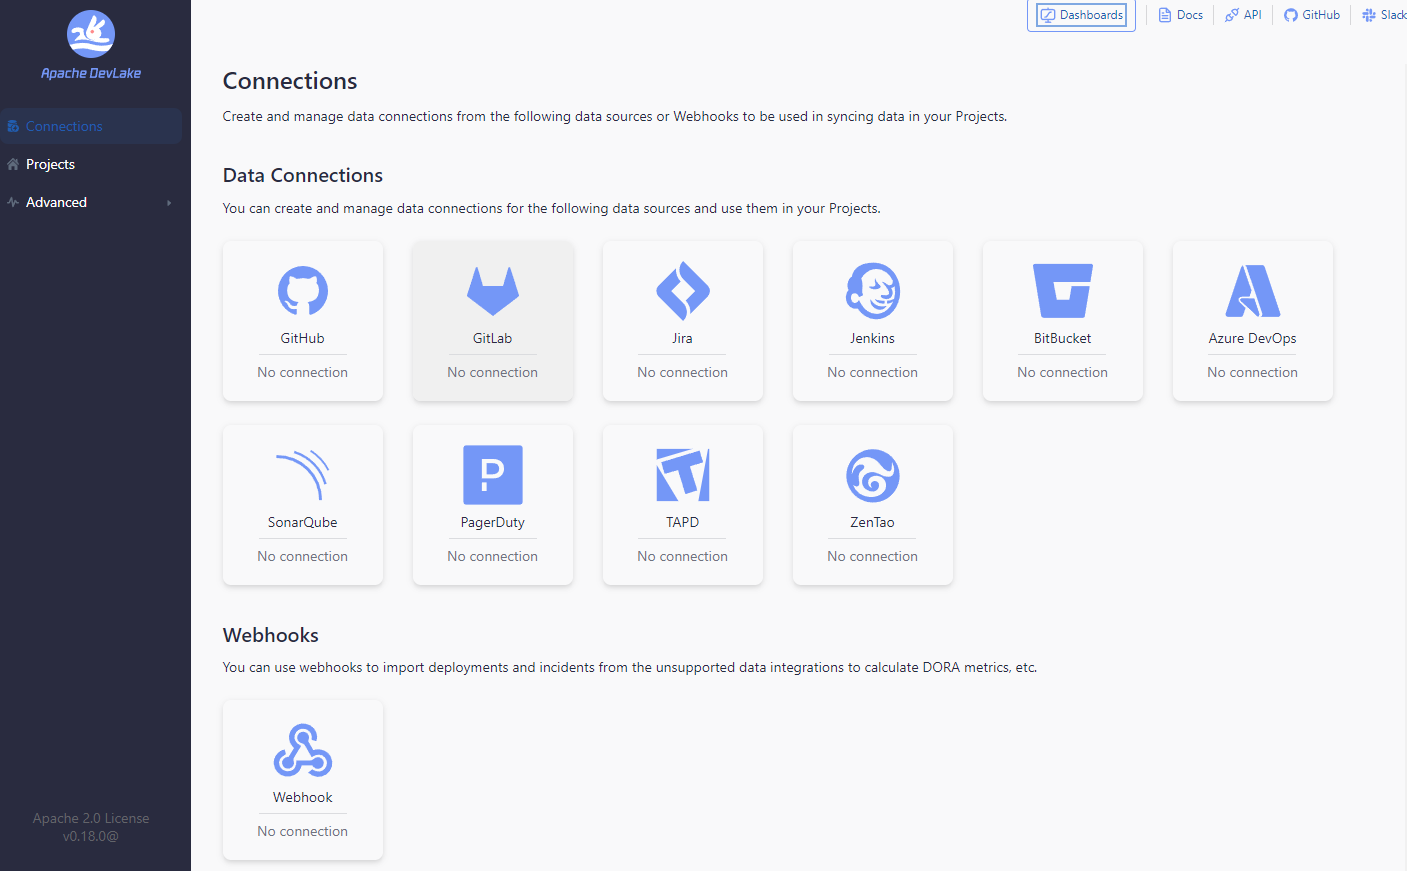 Dashboards
Docs
API
GitHub
Slack
Apache DevLake
Connections
Projects
Advanced
Apache 2.0 License
v0.18.0@
Connections
Create and manage data connections from the following data sources or Webhooks to be used in syncing data in your Projects.
Data Connections
You can create and manage data connections for the following data sources and use them in your Projects.
GitHub
No connection
GitLab
No connection
Jira
No connection
Jenkins
No connection
BitBucket
No connection
Azure DevOps
No connection
SonarQube
No connection
PagerDuty
No connection
TAPD
No connection
ZenTao
No connection
Webhooks
You can use webhooks to import deployments and incidents from the unsupported data integrations to calculate DORA metrics, etc.
Webhook
No connection